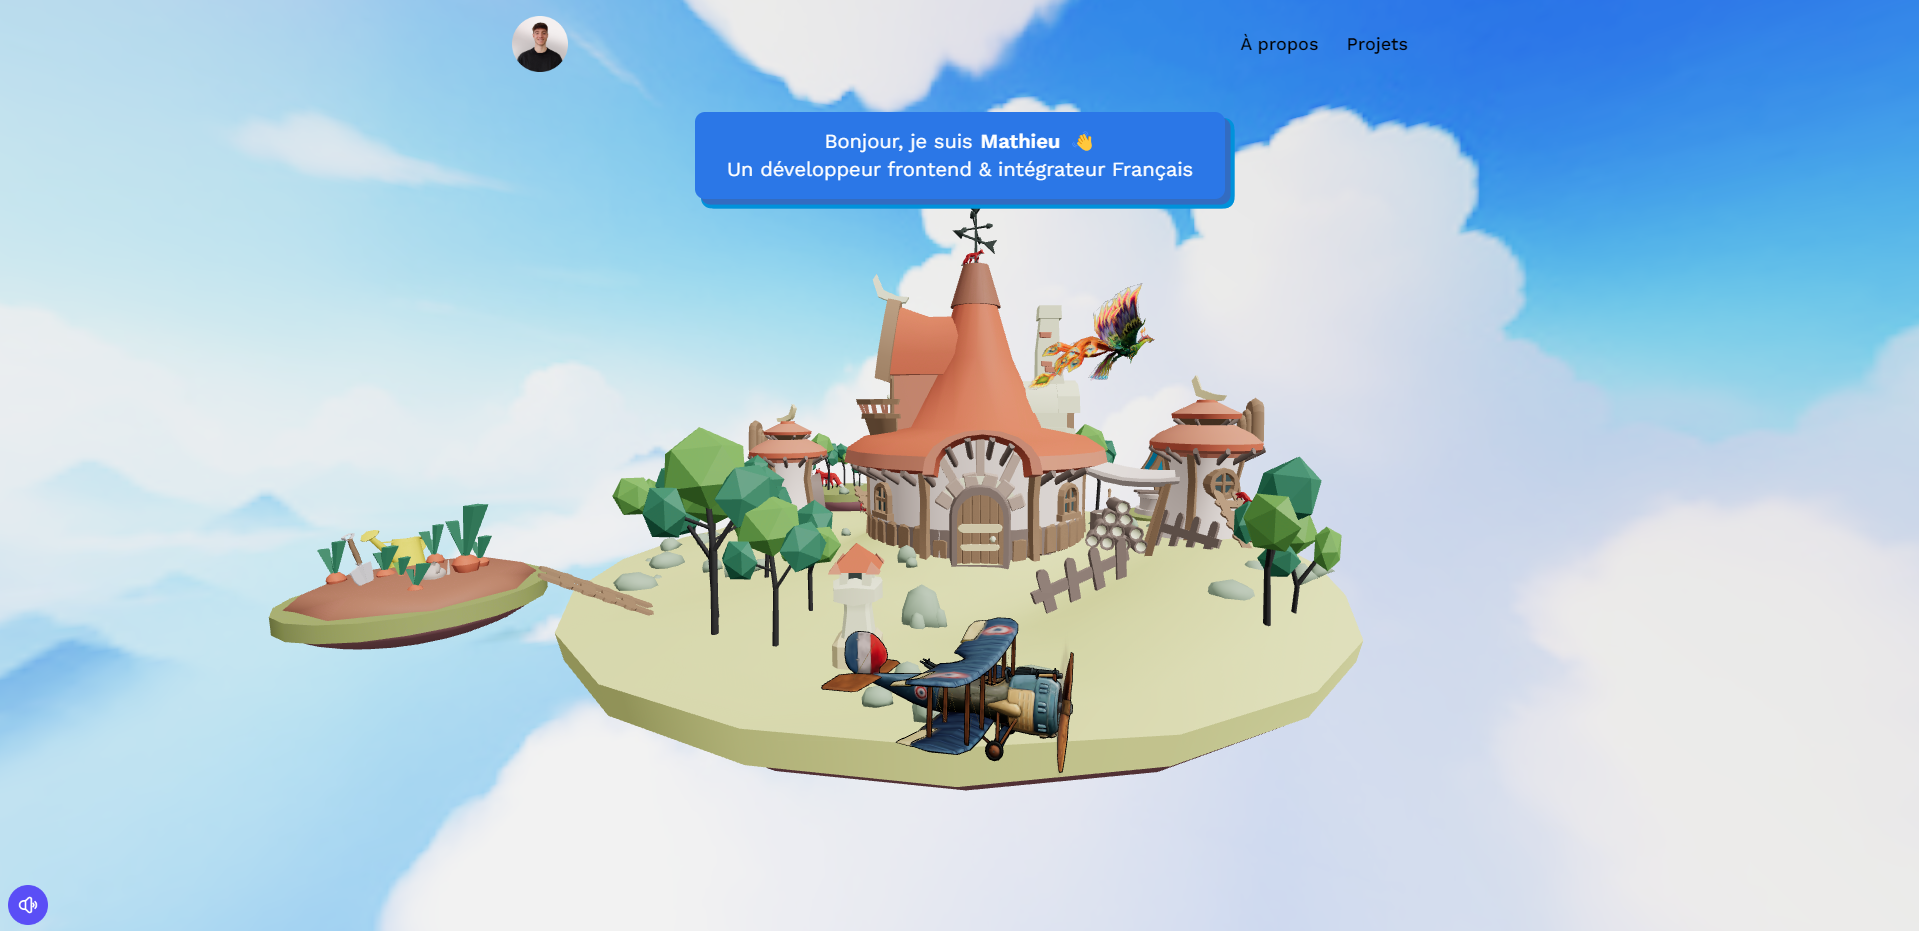 À propos Projets
Bonjour, je suis Mathieu 👋
Un développeur frontend & intégrateur Français